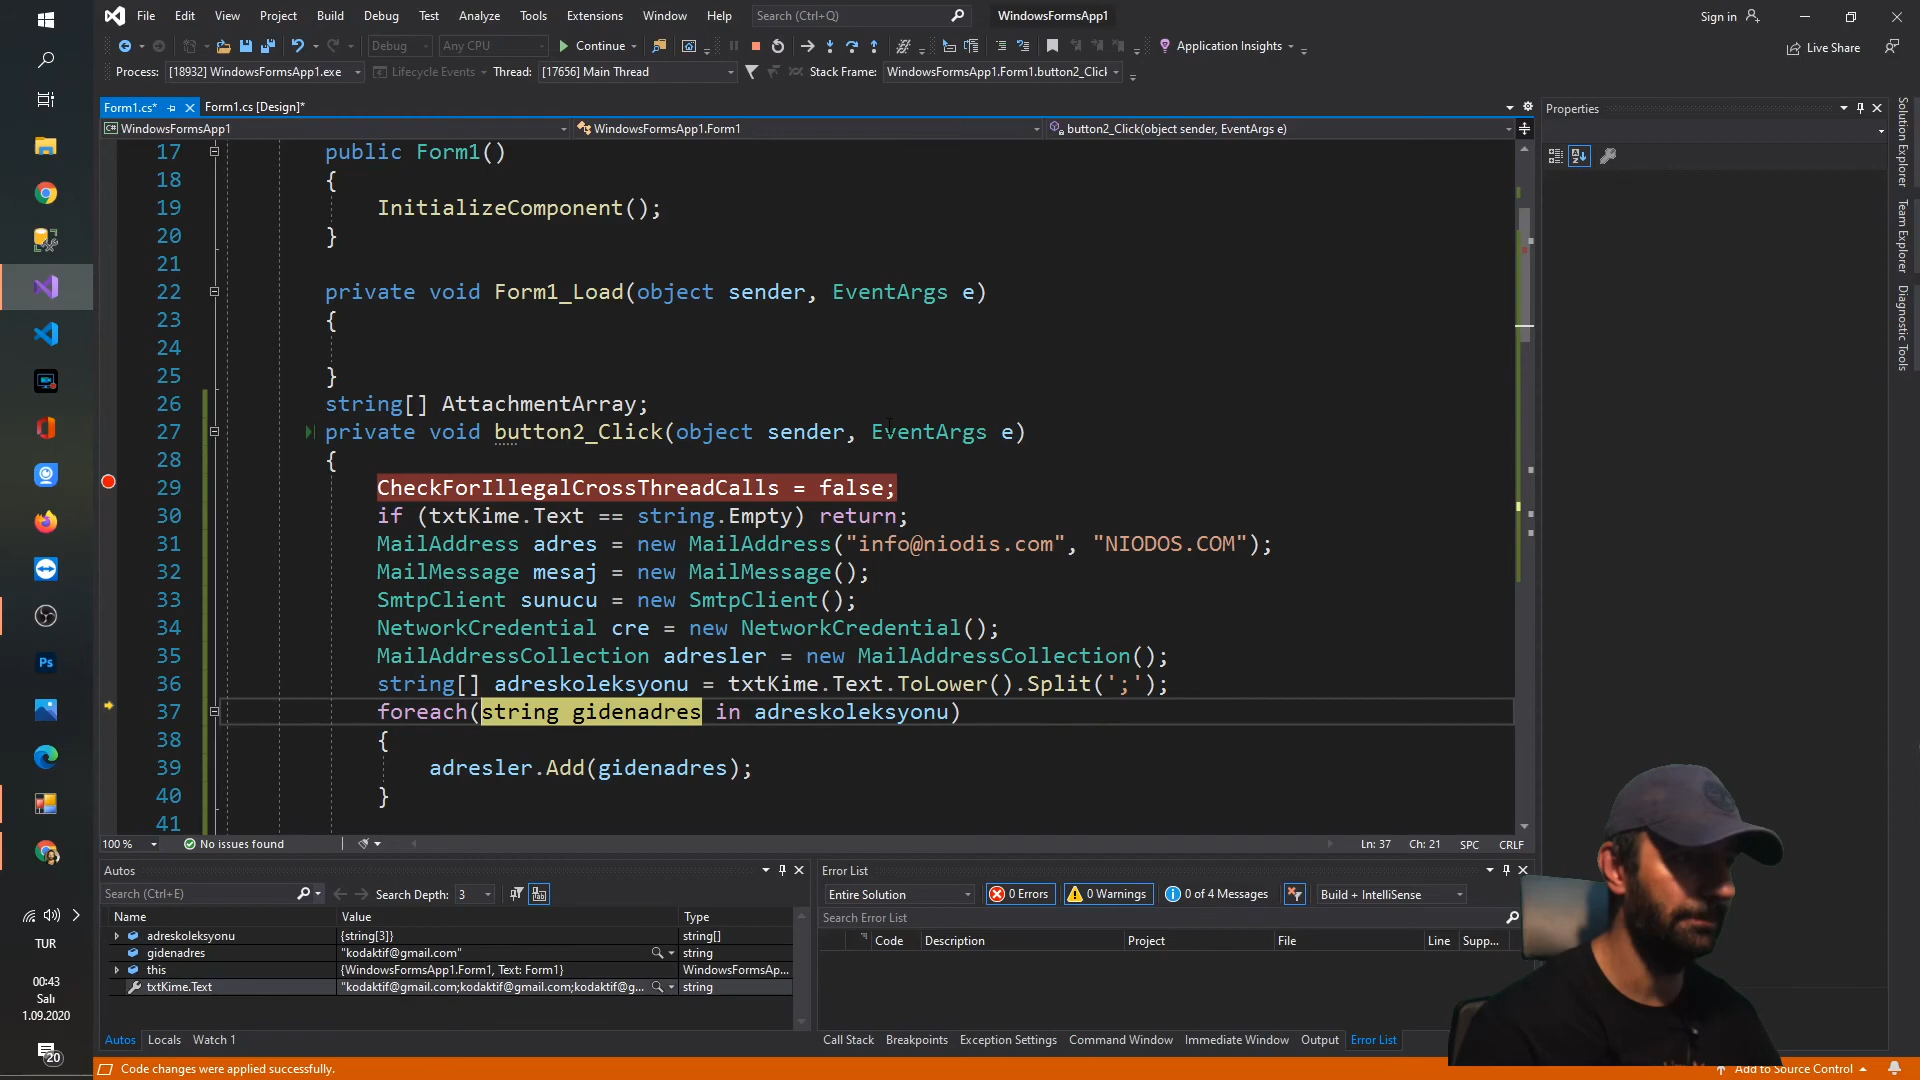 File Edit View Project Build Debug Test Analyze Tools Extensions Window Help Search (Ctrl+Q) WindowsFormsApp1 Sign in
Debug Any CPU Continue Application Insights Live Share
Process: [18932] WindowsFormsApp1.exe Lifecycle Events Thread: [17656] Main Thread Stack Frame: WindowsFormsApp1.Form1.button2_Click
Form1.cs* Form1.cs [Design]*
WindowsFormsApp1 WindowsFormsApp1.Form1 button2_Click(object sender, EventArgs e)
17 public Form1()
18 {
19 InitializeComponent();
20 }
21
22 private void Form1_Load(object sender, EventArgs e)
23 {
24
25 }
26 string[] AttachmentArray;
27 private void button2_Click(object sender, EventArgs e)
28 {
29 CheckForIllegalCrossThreadCalls = false;
30 if (txtKime.Text == string.Empty) return;
31 MailAddress adres = new MailAddress("info@niodis.com", "NIODOS.COM");
32 MailMessage mesaj = new MailMessage();
33 SmtpClient sunucu = new SmtpClient();
34 NetworkCredential cre = new NetworkCredential();
35 MailAddressCollection adresler = new MailAddressCollection();
36 string[] adreskoleksyonu = txtKime.Text.ToLower().Split(';');
37 foreach(string gidenadres in adreskoleksyonu)
38 {
39 adresler.Add(gidenadres);
40 }
41
100 % No issues found Ln: 37 Ch: 21 SPC CRLF
Properties
Solution Explorer
Team Explorer
Diagnostic Tools
Autos
Search (Ctrl+E) Search Depth: 3
Name Value Type
adreskoleksyonu {string[3]} string[]
gidenadres "kodaktif@gmail.com" string
this {WindowsFormsApp1.Form1, Text: Form1} WindowsFormsAp...
txtKime.Text "kodaktif@gmail.com;kodaktif@gmail.com;kodaktif@g... string
Autos Locals Watch 1
Error List
Entire Solution 0 Errors 0 Warnings 0 of 4 Messages Build + IntelliSense
Search Error List
Code Description Project File Line Supp...
Call Stack Breakpoints Exception Settings Command Window Immediate Window Output Error List
Code changes were applied successfully. Add to Source Control
Ps
TUR
00:43
Salı
1.09.2020
20